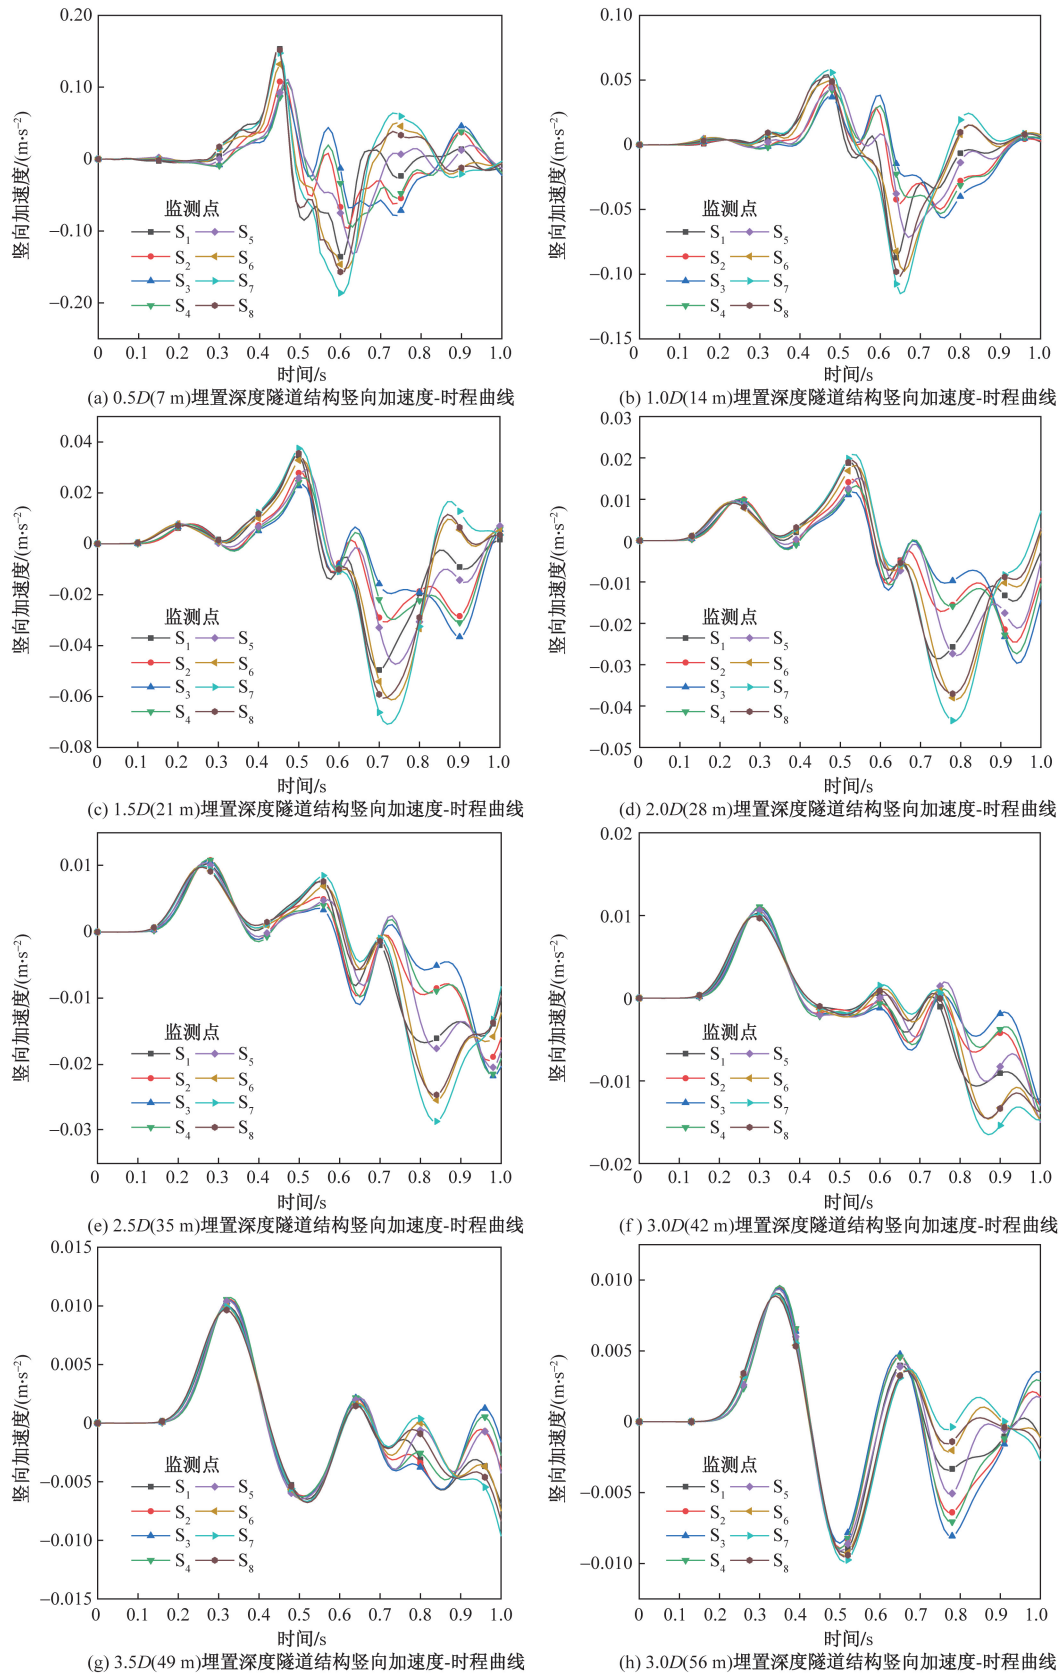 0.20
0.10
0
−0.10
−0.20
竖向加速度/(m·s⁻²)
监测点
S₁ S₅
S₂ S₆
S₃ S₇
S₄ S₈
0 0.1 0.2 0.3 0.4 0.5 0.6 0.7 0.8 0.9 1.0
时间/s
(a) 0.5D(7 m)埋置深度隧道结构竖向加速度-时程曲线
0.10
0.05
0
−0.05
−0.10
−0.15
竖向加速度/(m·s⁻²)
监测点
S₁ S₅
S₂ S₆
S₃ S₇
S₄ S₈
0 0.1 0.2 0.3 0.4 0.5 0.6 0.7 0.8 0.9 1.0
时间/s
(b) 1.0D(14 m)埋置深度隧道结构竖向加速度-时程曲线
0.04
0.02
0
−0.02
−0.04
−0.06
−0.08
竖向加速度/(m·s⁻²)
监测点
S₁ S₅
S₂ S₆
S₃ S₇
S₄ S₈
0 0.1 0.2 0.3 0.4 0.5 0.6 0.7 0.8 0.9 1.0
时间/s
(c) 1.5D(21 m)埋置深度隧道结构竖向加速度-时程曲线
0.03
0.02
0.01
0
−0.01
−0.02
−0.03
−0.04
−0.05
竖向加速度/(m·s⁻²)
监测点
S₁ S₅
S₂ S₆
S₃ S₇
S₄ S₈
0 0.1 0.2 0.3 0.4 0.5 0.6 0.7 0.8 0.9 1.0
时间/s
(d) 2.0D(28 m)埋置深度隧道结构竖向加速度-时程曲线
0.01
0
−0.01
−0.02
−0.03
竖向加速度/(m·s⁻²)
监测点
S₁ S₅
S₂ S₆
S₃ S₇
S₄ S₈
0 0.1 0.2 0.3 0.4 0.5 0.6 0.7 0.8 0.9 1.0
时间/s
(e) 2.5D(35 m)埋置深度隧道结构竖向加速度-时程曲线
0.02
0.01
0
−0.01
−0.02
竖向加速度/(m·s⁻²)
监测点
S₁ S₅
S₂ S₆
S₃ S₇
S₄ S₈
0 0.1 0.2 0.3 0.4 0.5 0.6 0.7 0.8 0.9 1.0
时间/s
(f) 3.0D(42 m)埋置深度隧道结构竖向加速度-时程曲线
0.015
0.010
0.005
0
−0.005
−0.010
−0.015
竖向加速度/(m·s⁻²)
监测点
S₁ S₅
S₂ S₆
S₃ S₇
S₄ S₈
0 0.1 0.2 0.3 0.4 0.5 0.6 0.7 0.8 0.9 1.0
时间/s
(g) 3.5D(49 m)埋置深度隧道结构竖向加速度-时程曲线
0.010
0.005
0
−0.005
−0.010
竖向加速度/(m·s⁻²)
监测点
S₁ S₅
S₂ S₆
S₃ S₇
S₄ S₈
0 0.1 0.2 0.3 0.4 0.5 0.6 0.7 0.8 0.9 1.0
时间/s
(h) 3.0D(56 m)埋置深度隧道结构竖向加速度-时程曲线